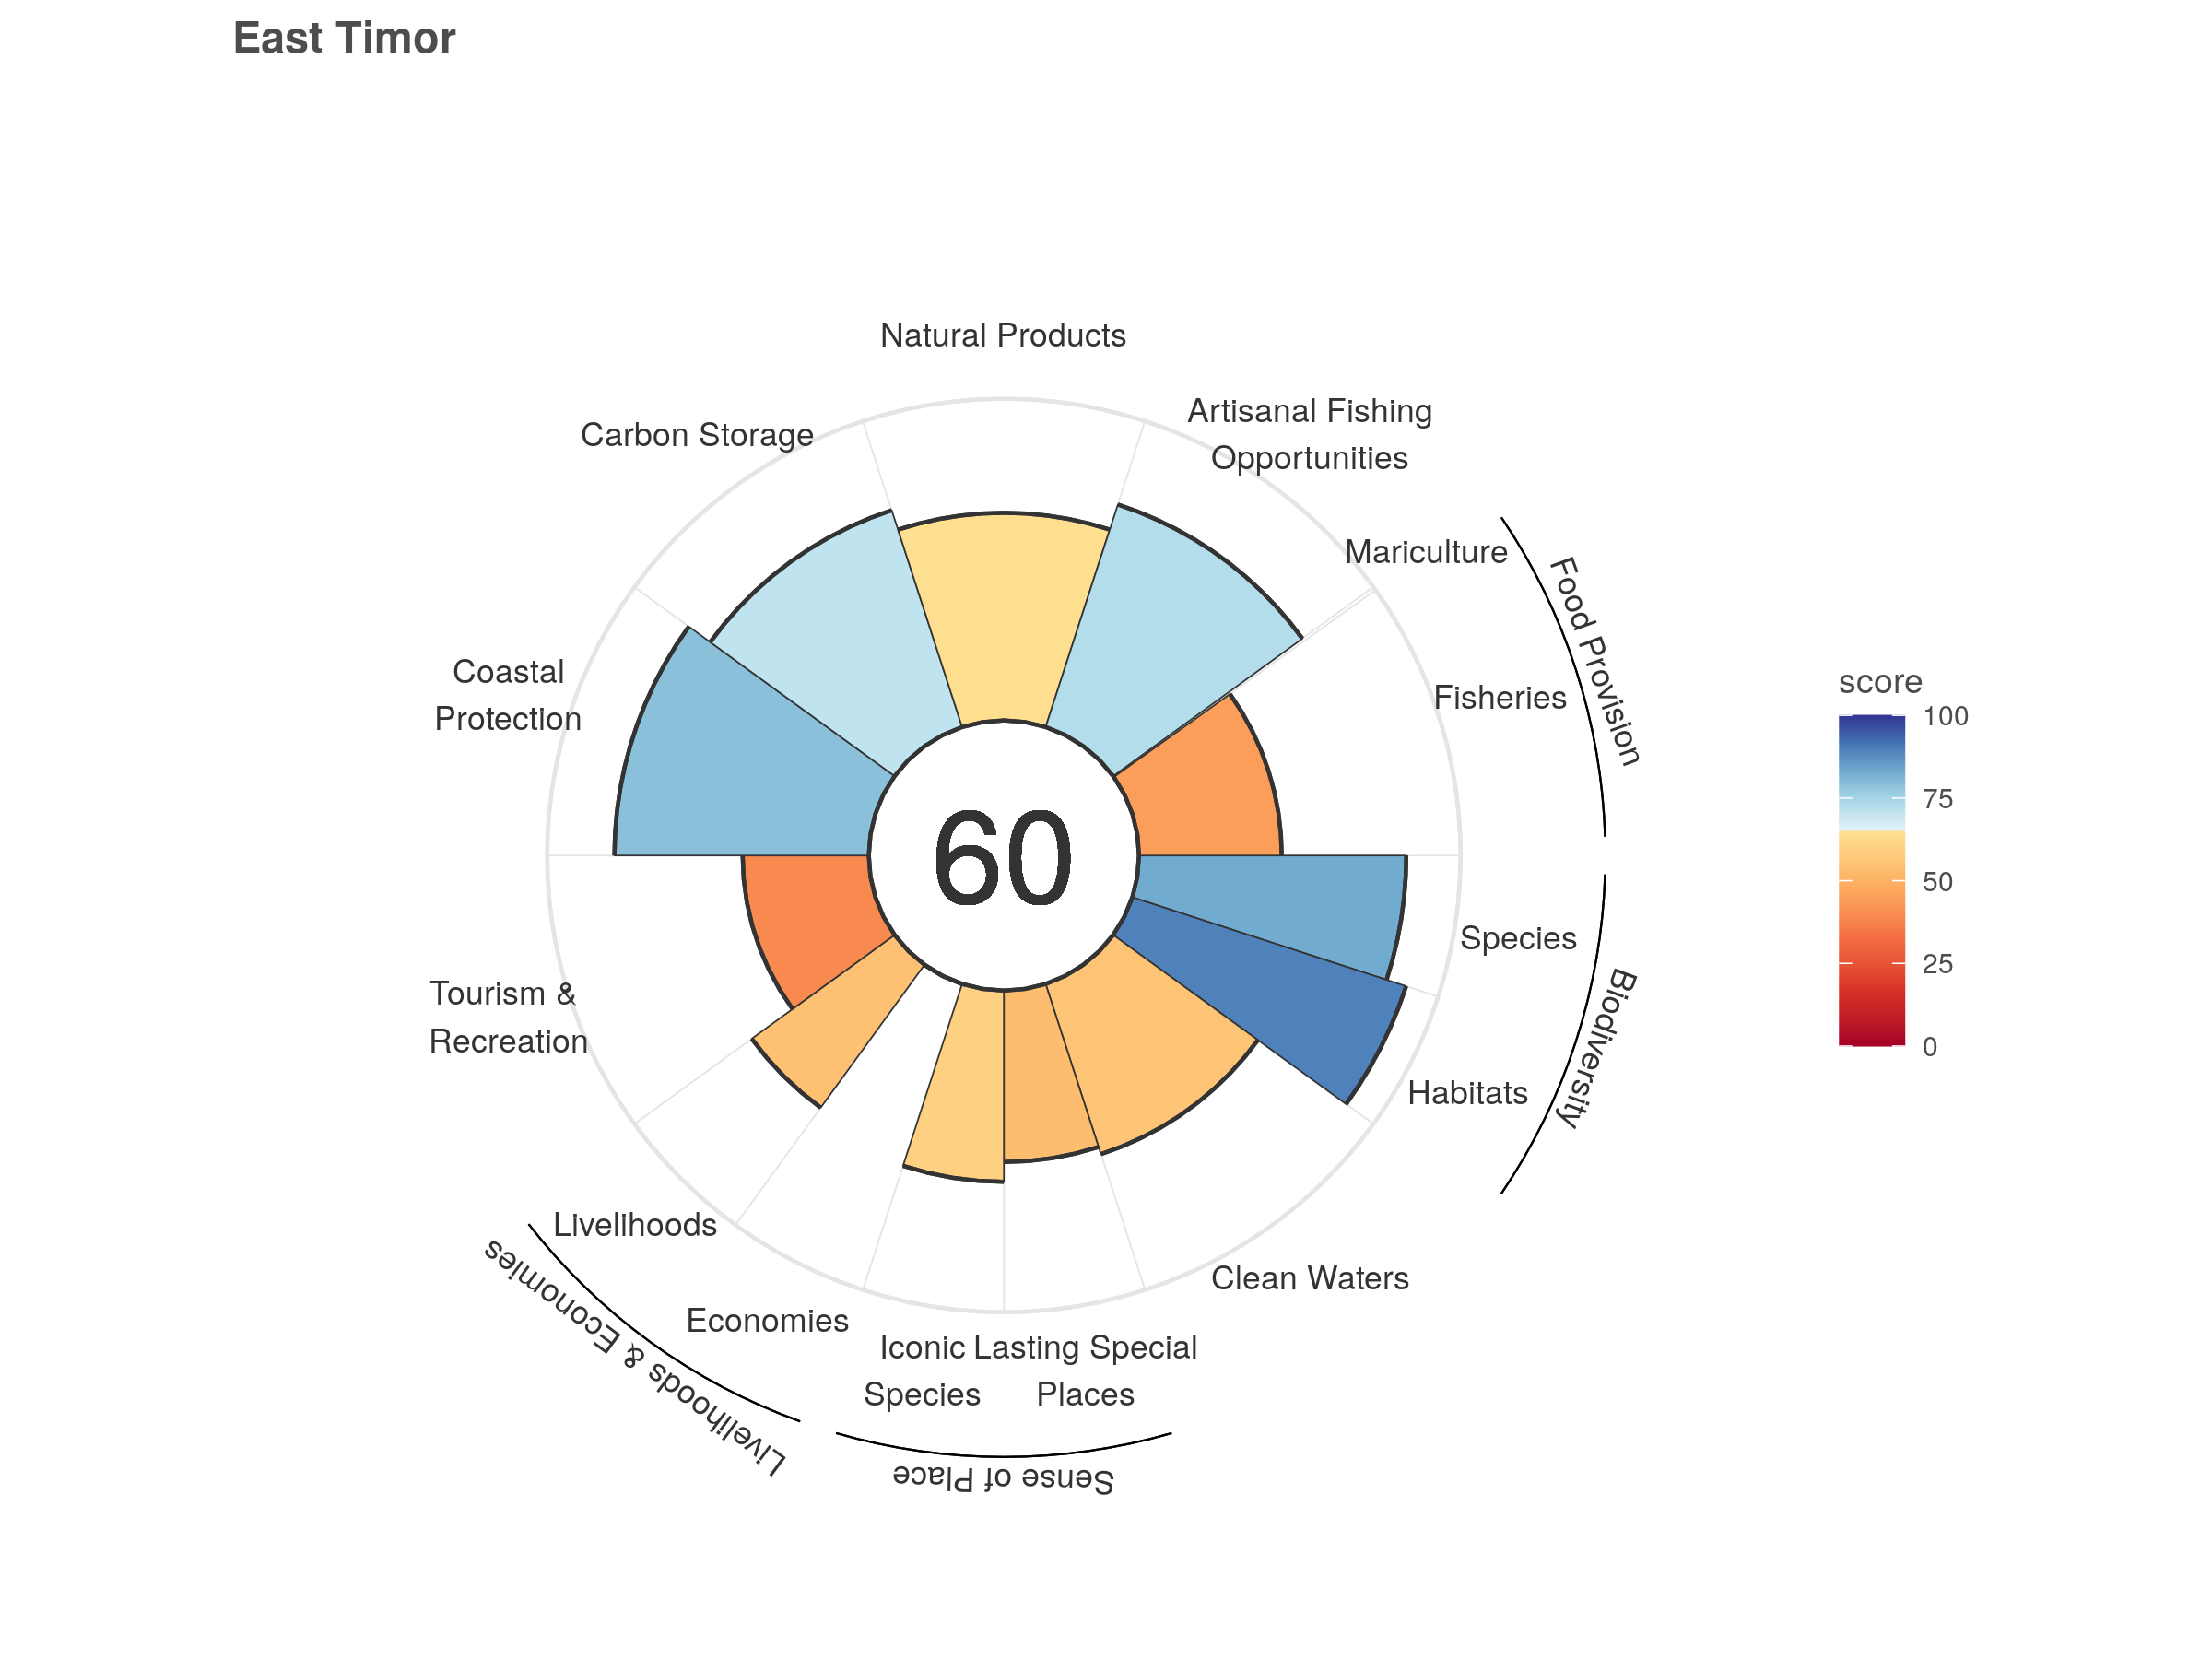 East Timor
Natural Products
Artisanal Fishing
Opportunities
Carbon Storage
Mariculture
Food Provision
Fisheries
Coastal
Protection
60
Species
Biodiversity
Habitats
Tourism &
Recreation
Livelihoods
Livelihoods & Economies
Economies
Clean Waters
Iconic
Species
Lasting Special
Places
Sense of Place
score
100
75
50
25
0